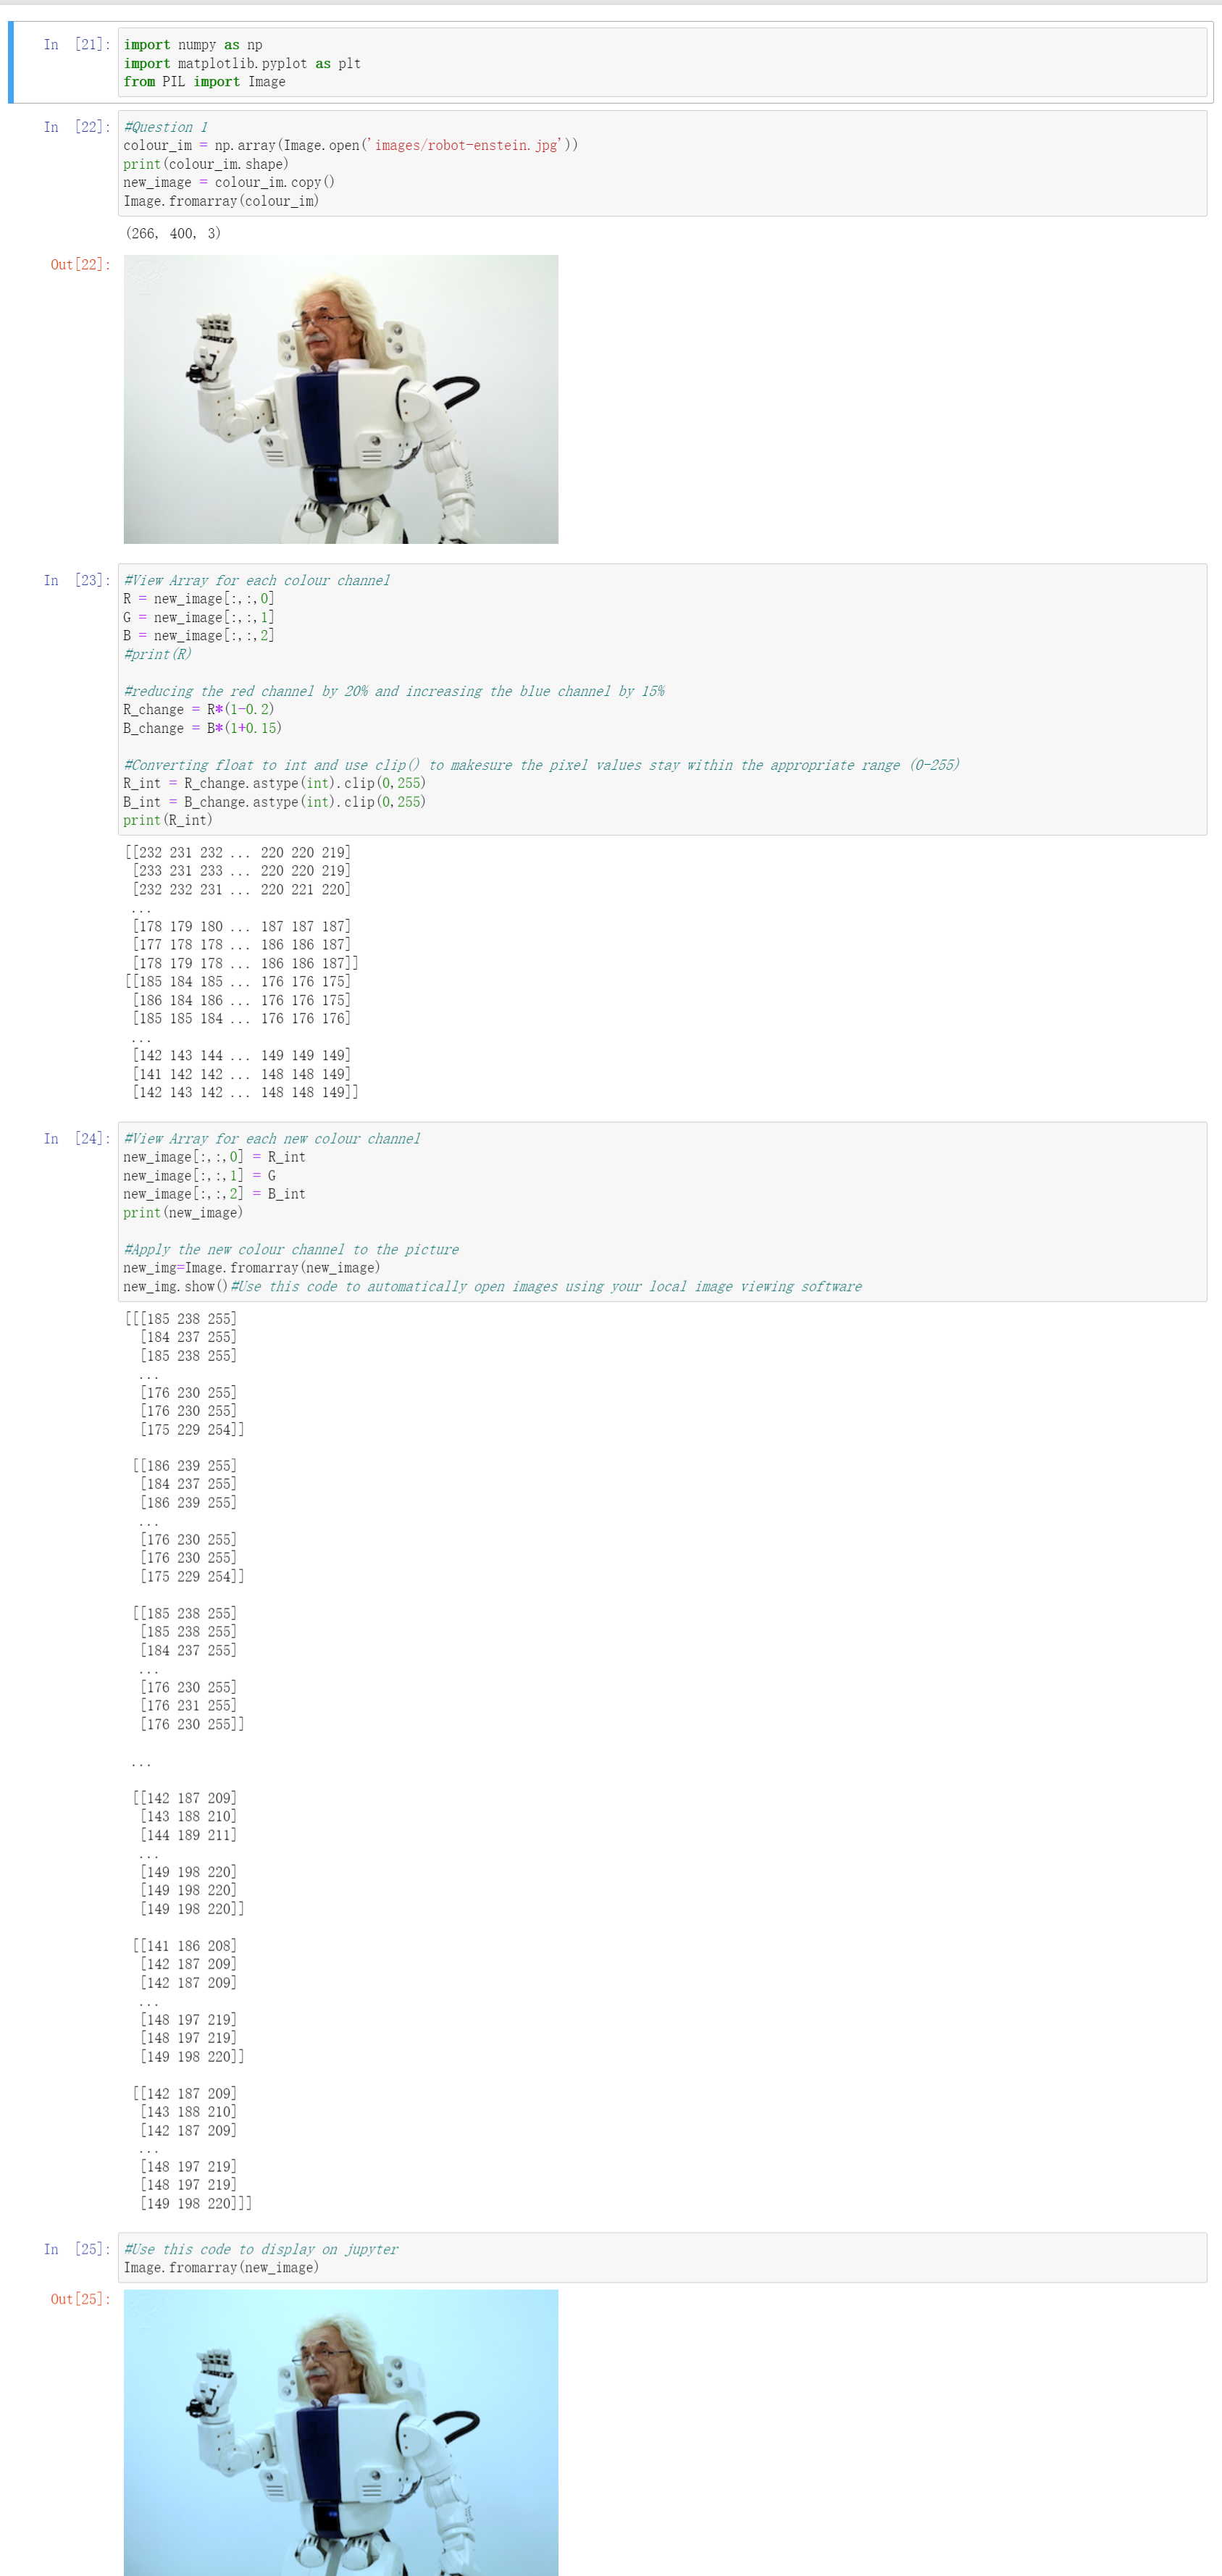 In [21]:
import numpy as np
import matplotlib.pyplot as plt
from PIL import Image
In [22]:
#Question 1
colour_im = np.array(Image.open('images/robot-enstein.jpg'))
print(colour_im.shape)
new_image = colour_im.copy()
Image.fromarray(colour_im)
(266, 400, 3)
Out[22]:
In [23]:
#View Array for each colour channel
R = new_image[:,:,0]
G = new_image[:,:,1]
B = new_image[:,:,2]
#print(R)
#reducing the red channel by 20% and increasing the blue channel by 15%
R_change = R*(1-0.2)
B_change = B*(1+0.15)
#Converting float to int and use clip() to makesure the pixel values stay within the appropriate range (0-255)
R_int = R_change.astype(int).clip(0,255)
B_int = B_change.astype(int).clip(0,255)
print(R_int)
[[232 231 232 ... 220 220 219]
[233 231 233 ... 220 220 219]
[232 232 231 ... 220 221 220]
...
[178 179 180 ... 187 187 187]
[177 178 178 ... 186 186 187]
[178 179 178 ... 186 186 187]]
[[185 184 185 ... 176 176 175]
[186 184 186 ... 176 176 175]
[185 185 184 ... 176 176 176]
...
[142 143 144 ... 149 149 149]
[141 142 142 ... 148 148 149]
[142 143 142 ... 148 148 149]]
In [24]:
#View Array for each new colour channel
new_image[:,:,0] = R_int
new_image[:,:,1] = G
new_image[:,:,2] = B_int
print(new_image)
#Apply the new colour channel to the picture
new_img=Image.fromarray(new_image)
new_img.show()#Use this code to automatically open images using your local image viewing software
[[[185 238 255]
[184 237 255]
[185 238 255]
...
[176 230 255]
[176 230 255]
[175 229 254]]
[[186 239 255]
[184 237 255]
[186 239 255]
...
[176 230 255]
[176 230 255]
[175 229 254]]
[[185 238 255]
[185 238 255]
[184 237 255]
...
[176 230 255]
[176 231 255]
[176 230 255]]
...
[[142 187 209]
[143 188 210]
[144 189 211]
...
[149 198 220]
[149 198 220]
[149 198 220]]
[[141 186 208]
[142 187 209]
[142 187 209]
...
[148 197 219]
[148 197 219]
[149 198 220]]
[[142 187 209]
[143 188 210]
[142 187 209]
...
[148 197 219]
[148 197 219]
[149 198 220]]]
In [25]:
#Use this code to display on jupyter
Image.fromarray(new_image)
Out[25]: